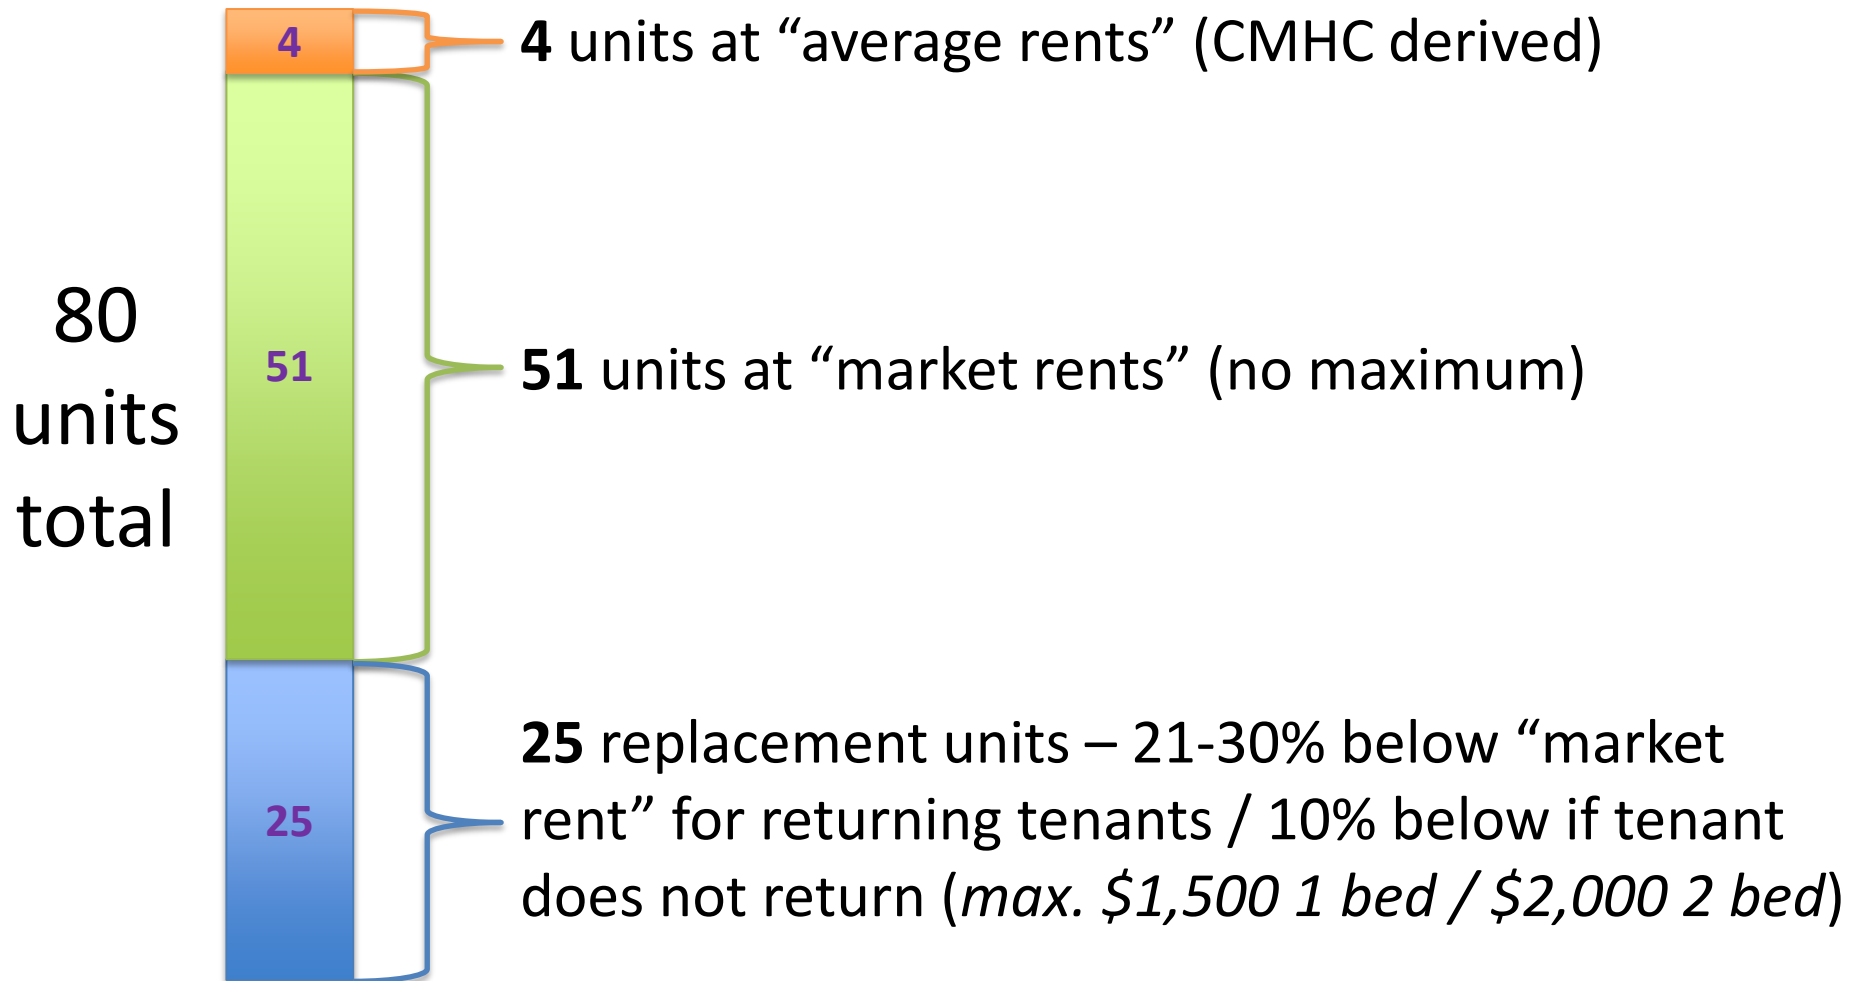 80
units
total
4
4 units at “average rents” (CMHC derived)
51
51 units at “market rents” (no maximum)
25
25 replacement units – 21-30% below “market
rent” for returning tenants / 10% below if tenant
does not return (max. $1,500 1 bed / $2,000 2 bed)